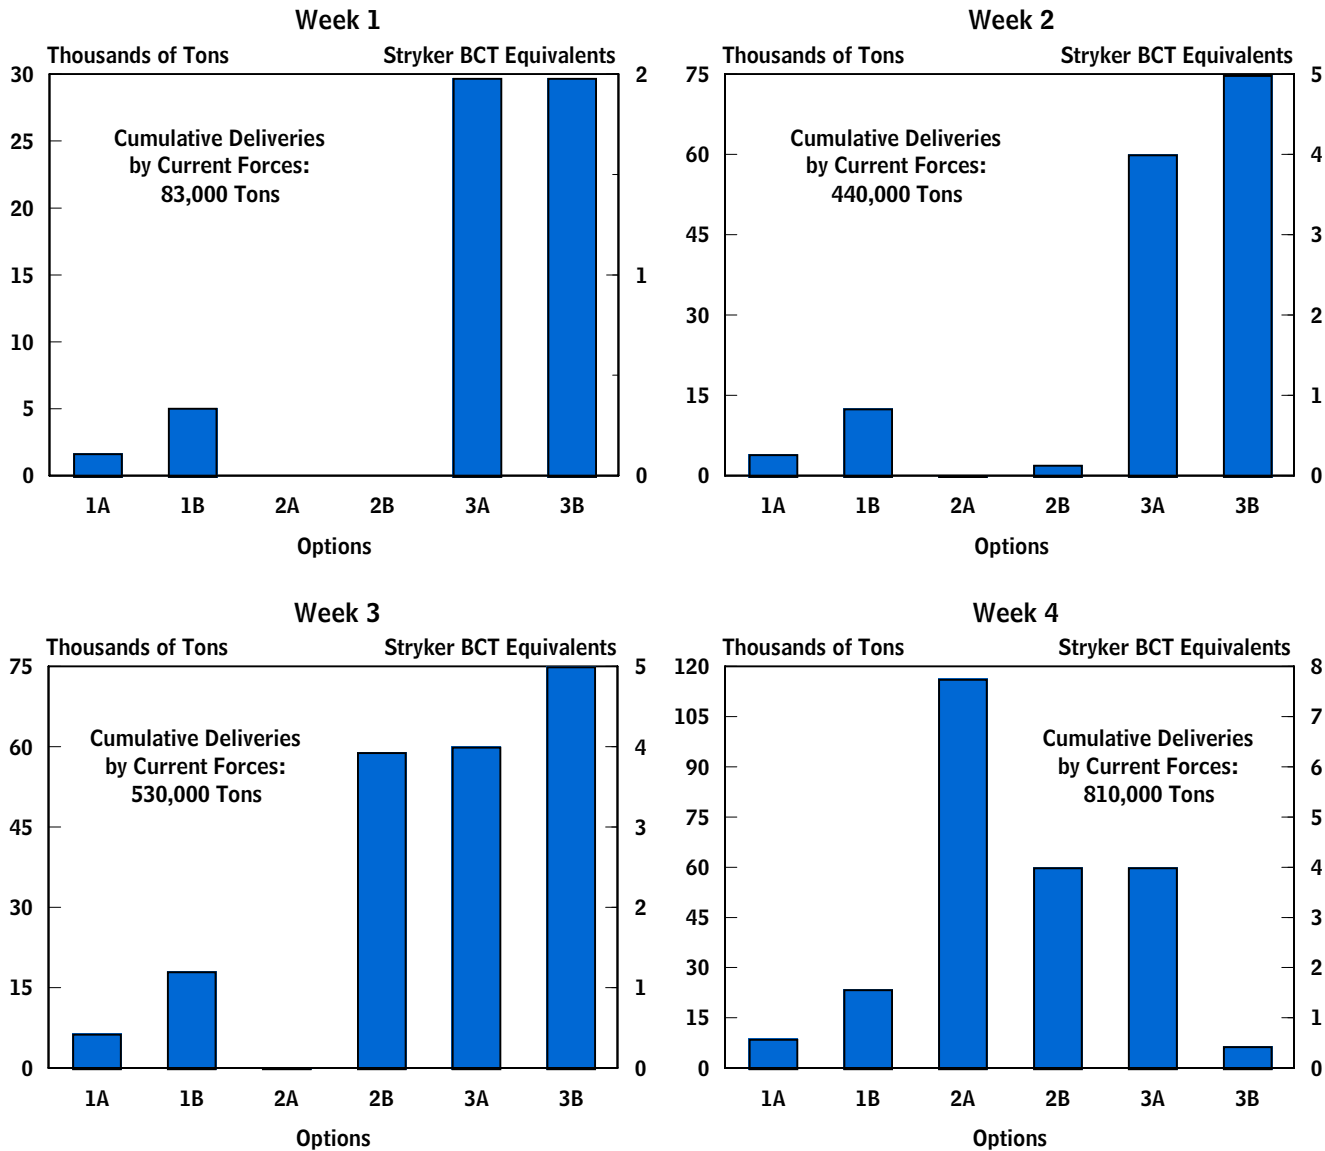 Week 1
Thousands of Tons Stryker BCT Equivalents
30 2
25
20
15 1
10
5
0 0
Cumulative Deliveries
by Current Forces:
83,000 Tons
1A 1B 2A 2B 3A 3B
Options
Week 2
Thousands of Tons Stryker BCT Equivalents
75 5
60 4
45 3
30 2
15 1
0 0
Cumulative Deliveries
by Current Forces:
440,000 Tons
1A 1B 2A 2B 3A 3B
Options
Week 3
Thousands of Tons Stryker BCT Equivalents
75 5
60 4
45 3
30 2
15 1
0 0
Cumulative Deliveries
by Current Forces:
530,000 Tons
1A 1B 2A 2B 3A 3B
Options
Week 4
Thousands of Tons Stryker BCT Equivalents
120 8
105 7
90 6
75 5
60 4
45 3
30 2
15 1
0 0
Cumulative Deliveries
by Current Forces:
810,000 Tons
1A 1B 2A 2B 3A 3B
Options